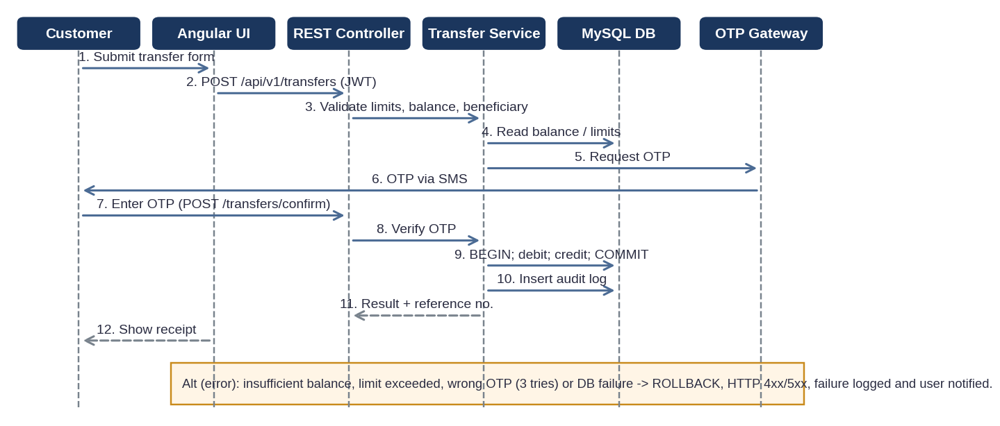 Customer
Angular UI
REST Controller
Transfer Service
MySQL DB
OTP Gateway
1. Submit transfer form
2. POST /api/v1/transfers (JWT)
3. Validate limits, balance, beneficiary
4. Read balance / limits
5. Request OTP
6. OTP via SMS
7. Enter OTP (POST /transfers/confirm)
8. Verify OTP
9. BEGIN; debit; credit; COMMIT
10. Insert audit log
11. Result + reference no.
12. Show receipt
Alt (error): insufficient balance, limit exceeded, wrong OTP (3 tries) or DB failure -> ROLLBACK, HTTP 4xx/5xx, failure logged and user notified.